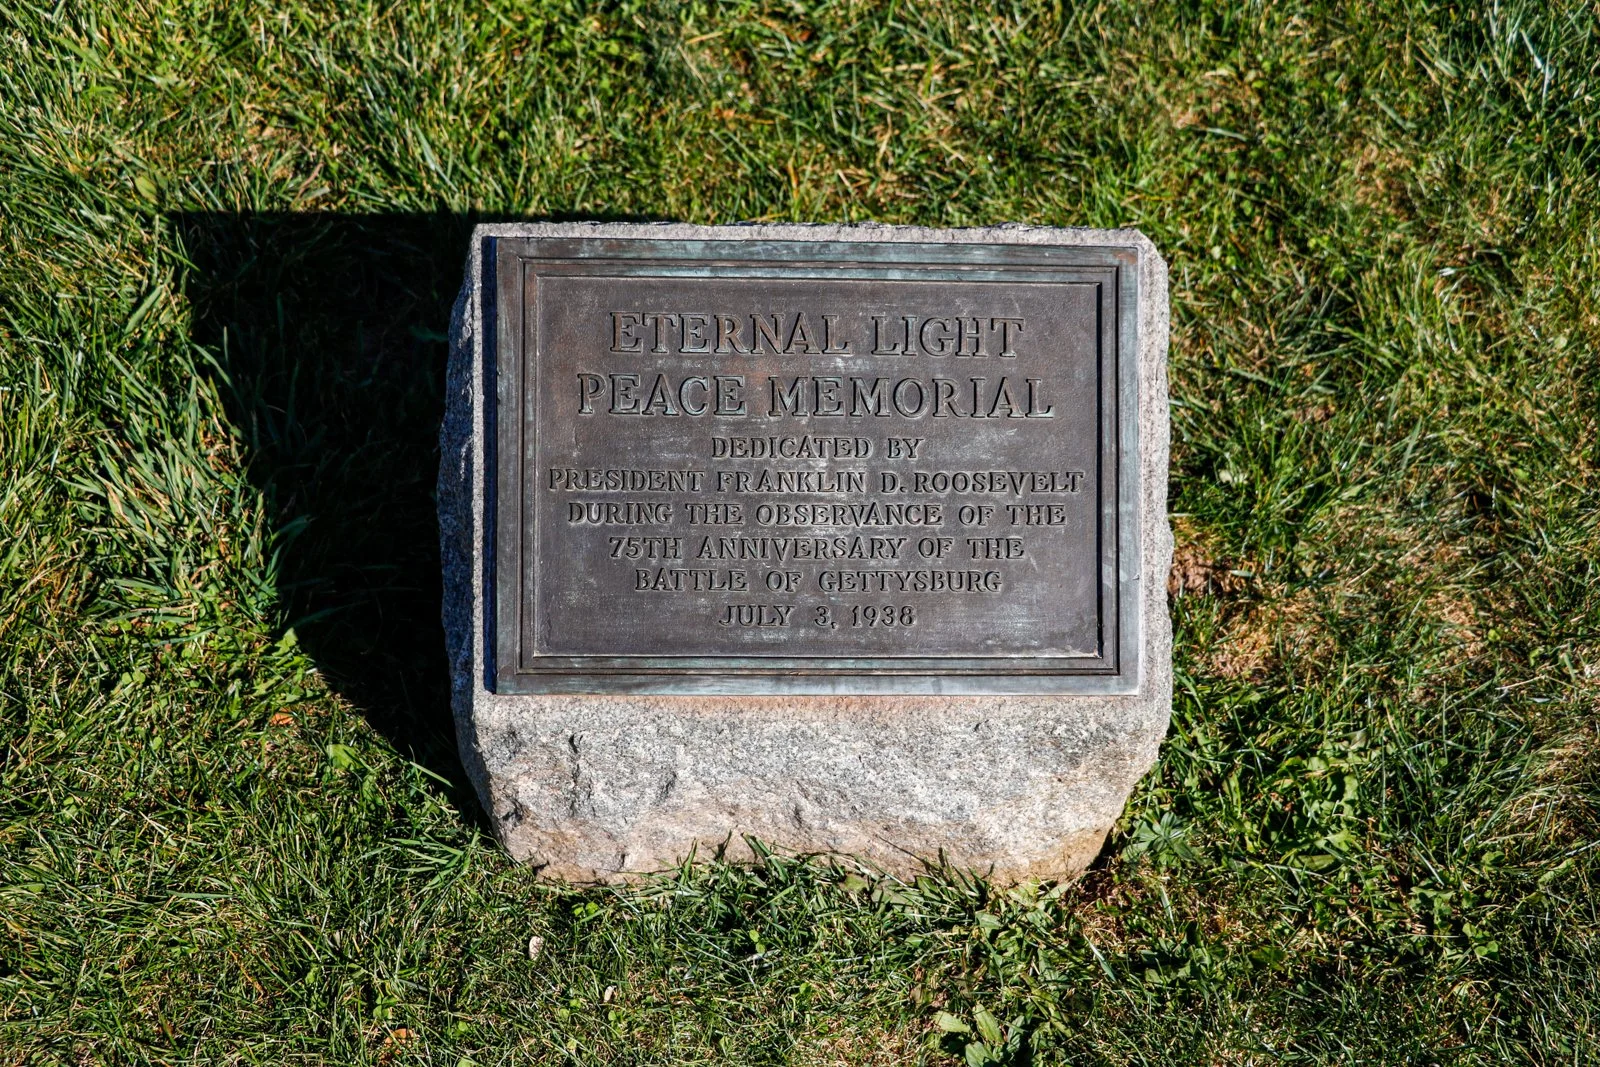 ETERNAL LIGHT
PEACE MEMORIAL
DEDICATED BY
PRESIDENT FRANKLIN D. ROOSEVELT
DURING THE OBSERVANCE OF THE
75TH ANNIVERSARY OF THE
BATTLE OF GETTYSBURG
JULY 3, 1938